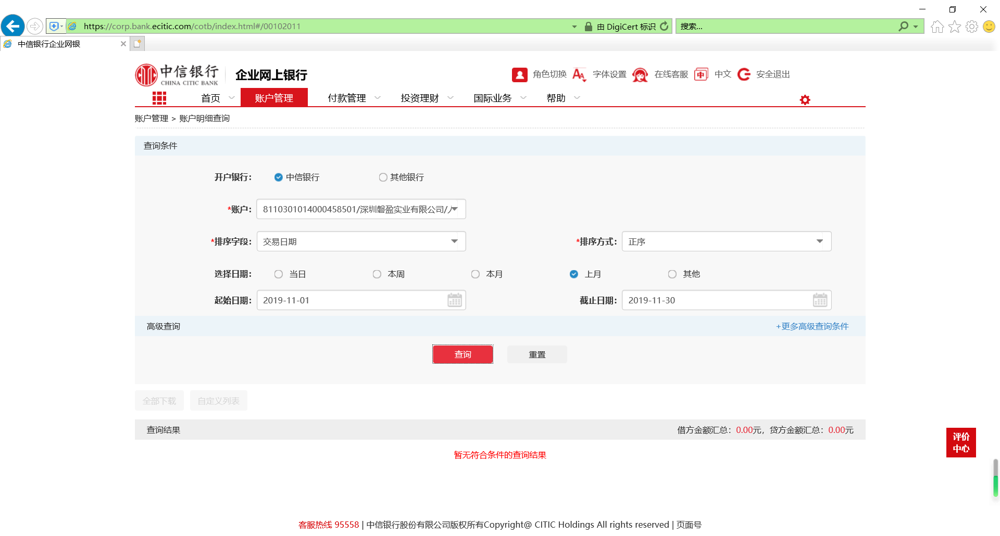 https://corp.bank.ecitic.com/cotb/index.html#/00102011
由 DigiCert 标识
搜索...
中信银行企业网银
中信银行
CHINA CITIC BANK
企业网上银行
角色切换
字体设置
在线客服
中文
安全退出
首页
账户管理
付款管理
投资理财
国际业务
帮助
账户管理 > 账户明细查询
查询条件
开户银行：
中信银行
其他银行
*账户：
8110301014000458501/深圳磐盈实业有限公司/
*排序字段：
交易日期
*排序方式：
正序
选择日期：
当日
本周
本月
上月
其他
起始日期：
2019-11-01
截止日期：
2019-11-30
高级查询
+更多高级查询条件
查询
重置
全部下载
自定义列表
查询结果
借方金额汇总：0.00元，贷方金额汇总：0.00元
暂无符合条件的查询结果
评价
中心
客服热线 95558 | 中信银行股份有限公司版权所有Copyright@ CITIC Holdings All rights reserved | 页面号